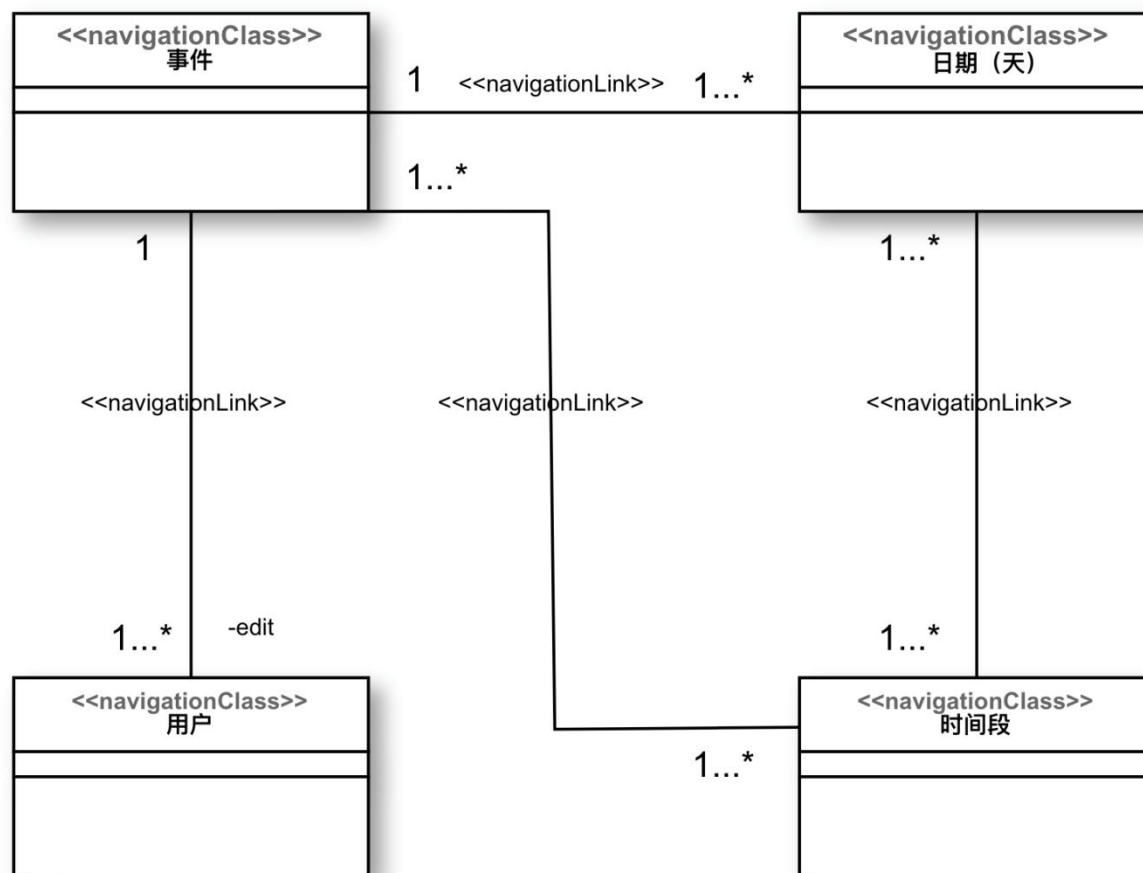 <<navigationClass>>
事件
<<navigationClass>>
日期（天）
1
<<navigationLink>>
1...*
1...*
1
1...*
<<navigationLink>>
<<navigationLink>>
<<navigationLink>>
1...*
-edit
1...*
<<navigationClass>>
用户
<<navigationClass>>
时间段
1...*